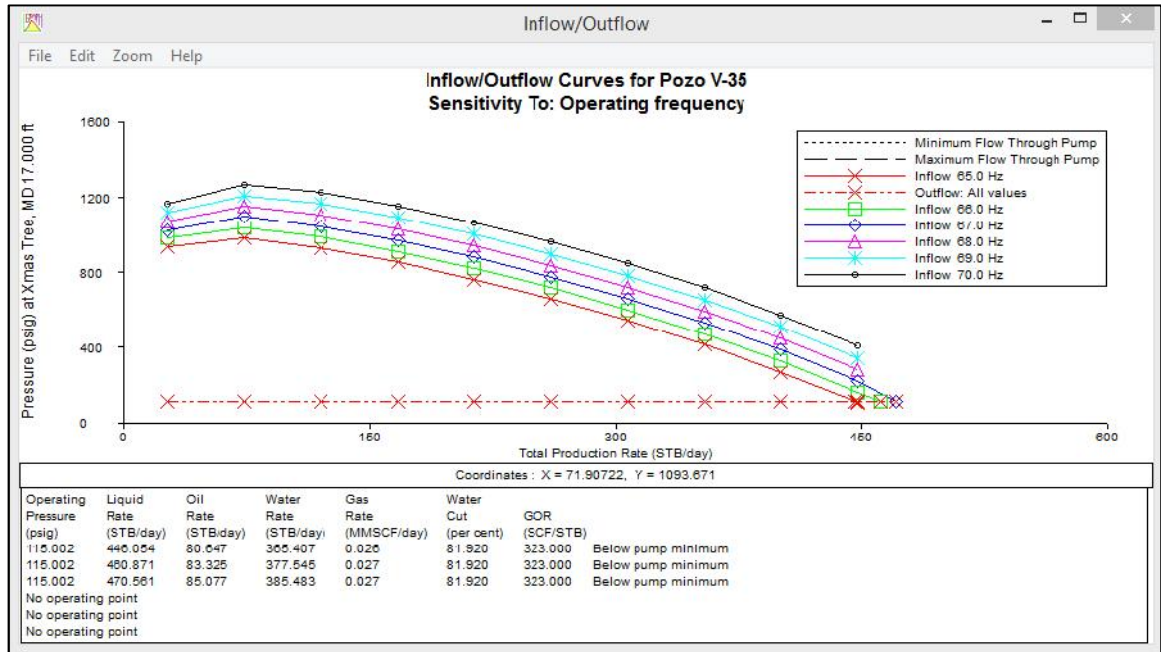 Inflow/Outflow
File Edit Zoom Help
Inflow/Outflow Curves for Pozo V-35
Sensitivity To: Operating frequency
Pressure (psig) at Xmas Tree, MD 17.000 ft
1600
1200
800
400
0
0 150 300 450 600
Total Production Rate (STB/day)
Minimum Flow Through Pump
Maximum Flow Through Pump
Inflow 65.0 Hz
Outflow: All values
Inflow 66.0 Hz
Inflow 67.0 Hz
Inflow 68.0 Hz
Inflow 69.0 Hz
Inflow 70.0 Hz
Coordinates : X = 71.90722, Y = 1093.671
Operating Liquid Oil Water Gas Water
Pressure Rate Rate Rate Rate Cut GOR
(psig) (STB/day) (STB/day) (STB/day) (MMSCF/day) (per cent) (SCF/STB)
115.002 446.054 80.647 365.407 0.026 81.920 323.000 Below pump minimum
115.002 460.871 83.325 377.545 0.027 81.920 323.000 Below pump minimum
115.002 470.561 85.077 385.483 0.027 81.920 323.000 Below pump minimum
No operating point
No operating point
No operating point